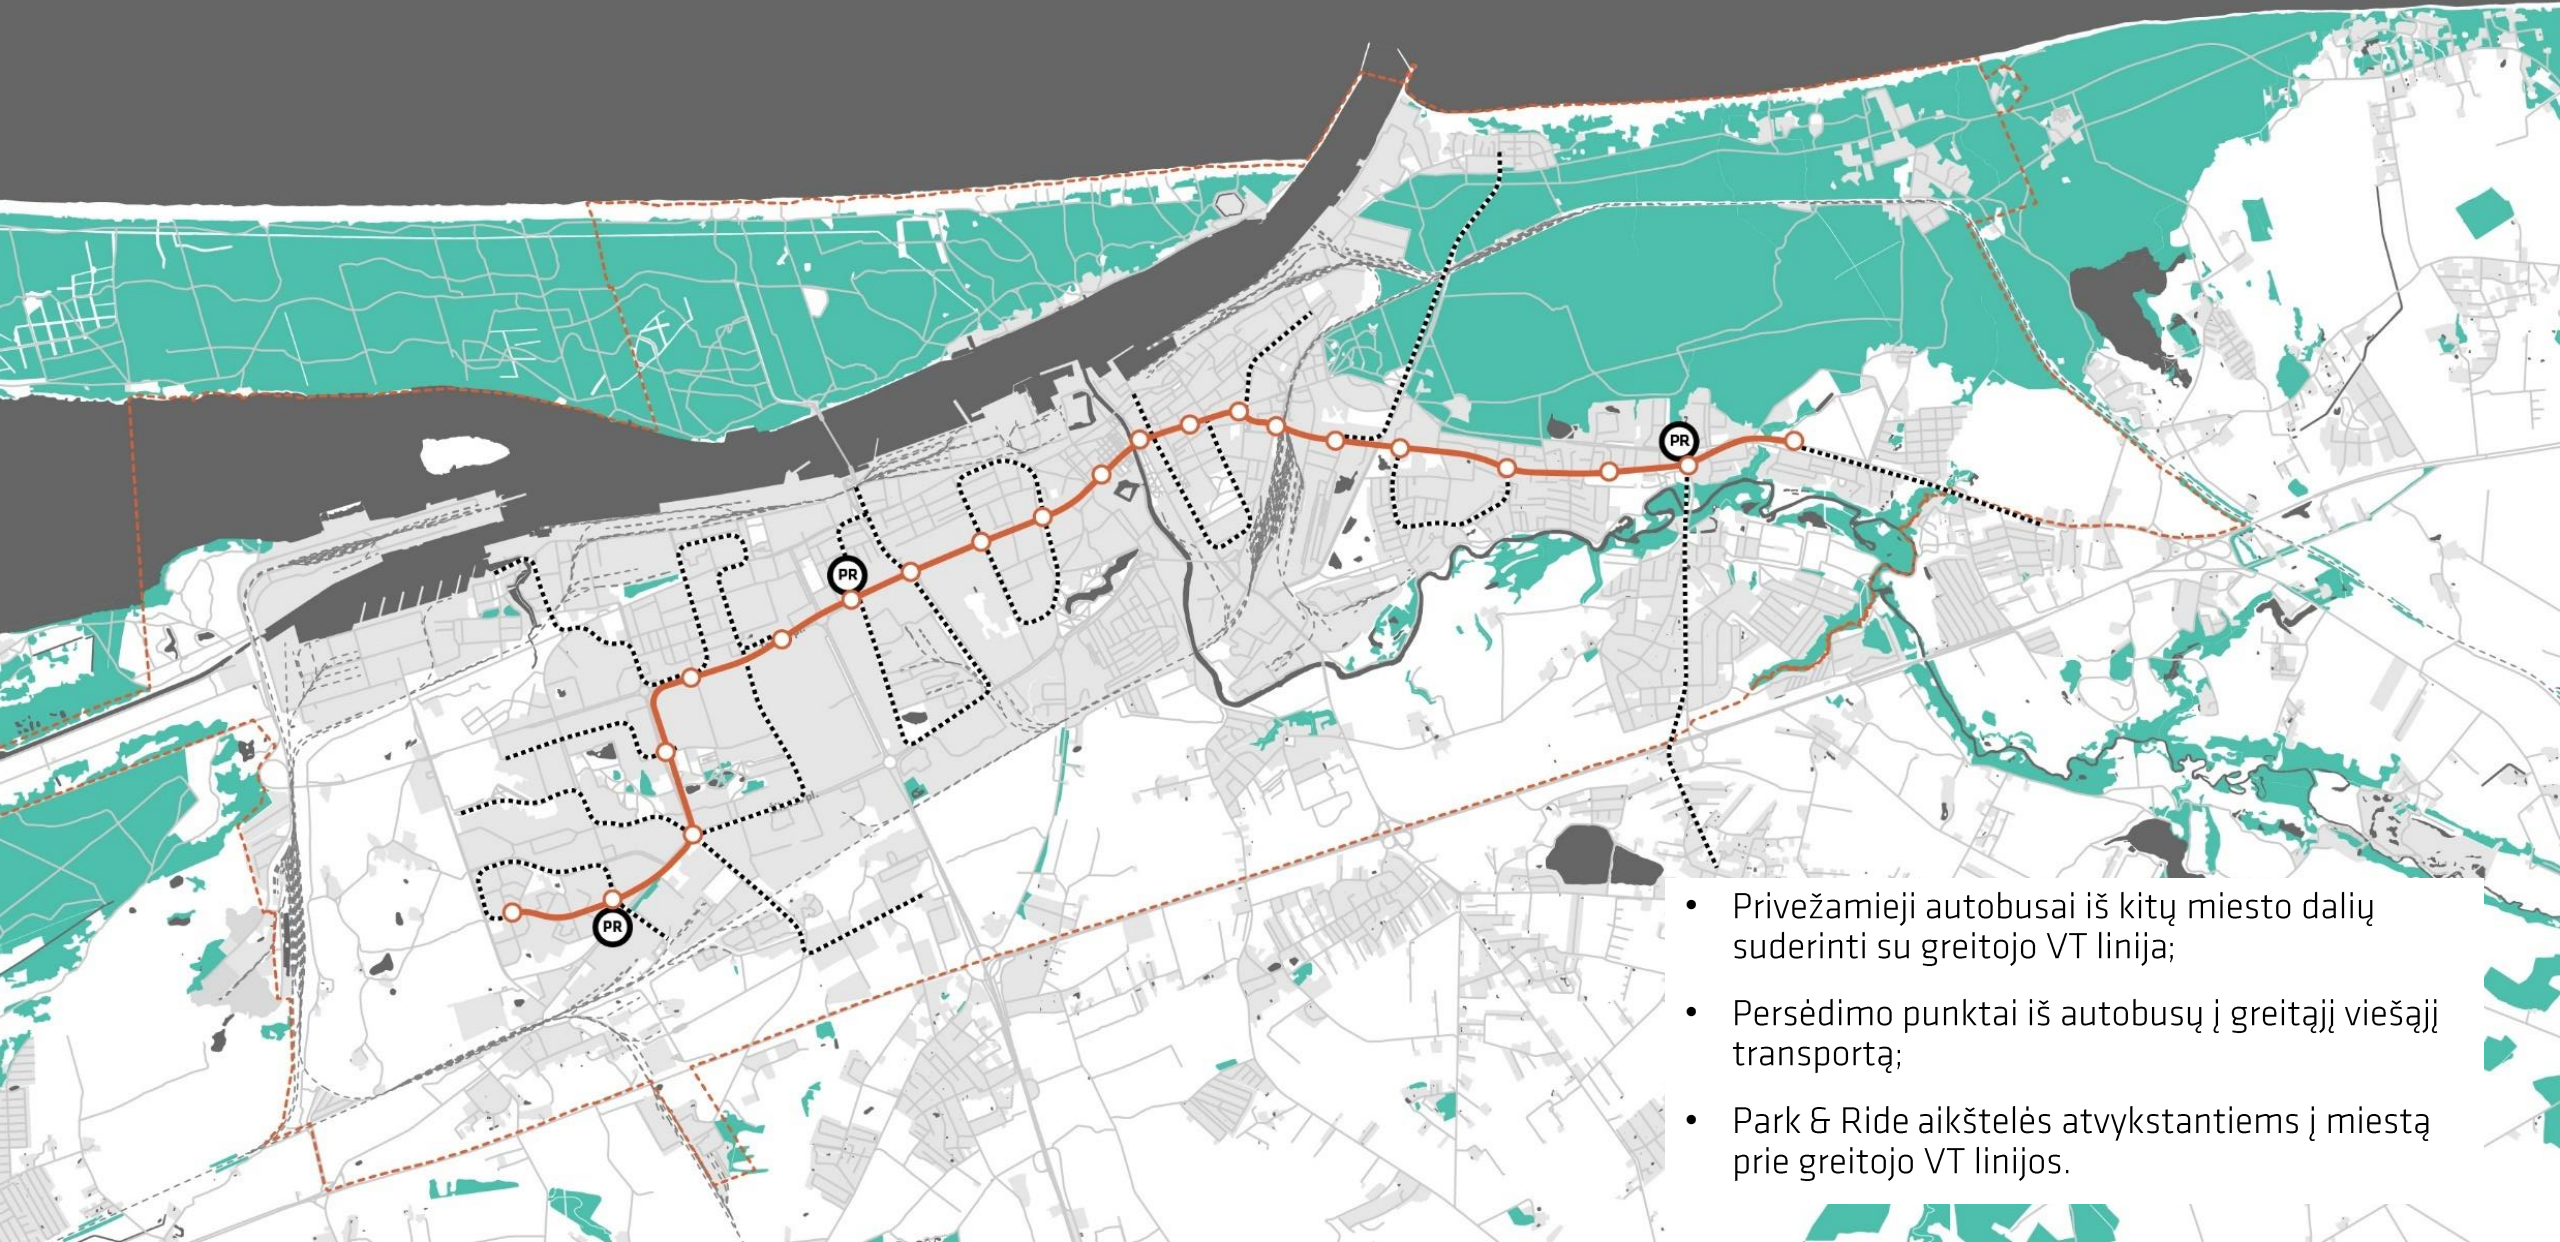 PR
PR
PR
pl.
• Privežamieji autobusai iš kitų miesto dalių
suderinti su greitojo VT linija;
• Persėdimo punktai iš autobusų į greitąjį viešąjį
transportą;
• Park & Ride aikštelės atvykstantiems į miestą
prie greitojo VT linijos.